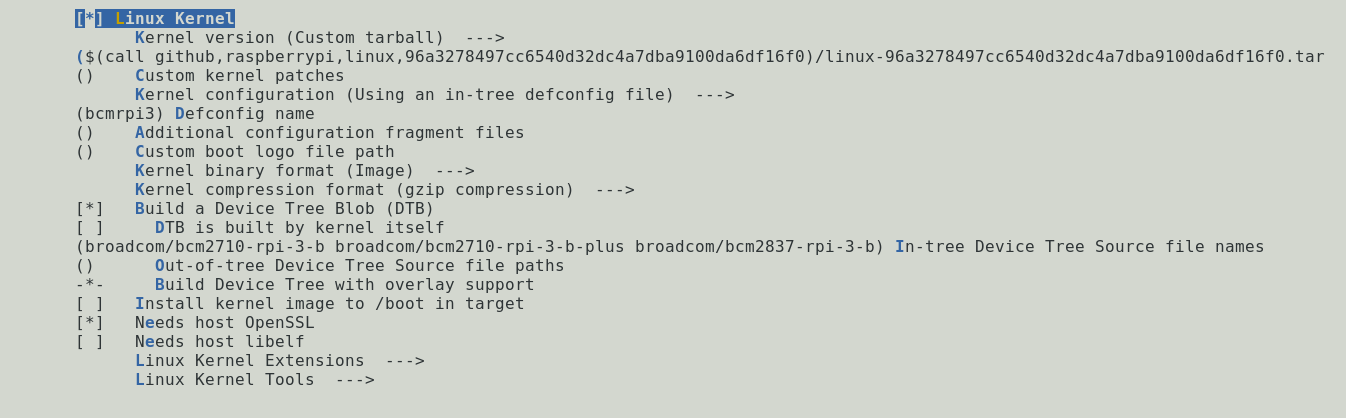 [*] Linux Kernel
Kernel version (Custom tarball)  --->
($(call github,raspberrypi,linux,96a3278497cc6540d32dc4a7dba9100da6df16f0)/linux-96a3278497cc6540d32dc4a7dba9100da6df16f0.tar
()    Custom kernel patches
Kernel configuration (Using an in-tree defconfig file)  --->
(bcmrpi3) Defconfig name
()    Additional configuration fragment files
()    Custom boot logo file path
Kernel binary format (Image)  --->
Kernel compression format (gzip compression)  --->
[*]   Build a Device Tree Blob (DTB)
[ ]     DTB is built by kernel itself
(broadcom/bcm2710-rpi-3-b broadcom/bcm2710-rpi-3-b-plus broadcom/bcm2837-rpi-3-b) In-tree Device Tree Source file names
()      Out-of-tree Device Tree Source file paths
-*-     Build Device Tree with overlay support
[ ]   Install kernel image to /boot in target
[*]   Needs host OpenSSL
[ ]   Needs host libelf
Linux Kernel Extensions  --->
Linux Kernel Tools  --->